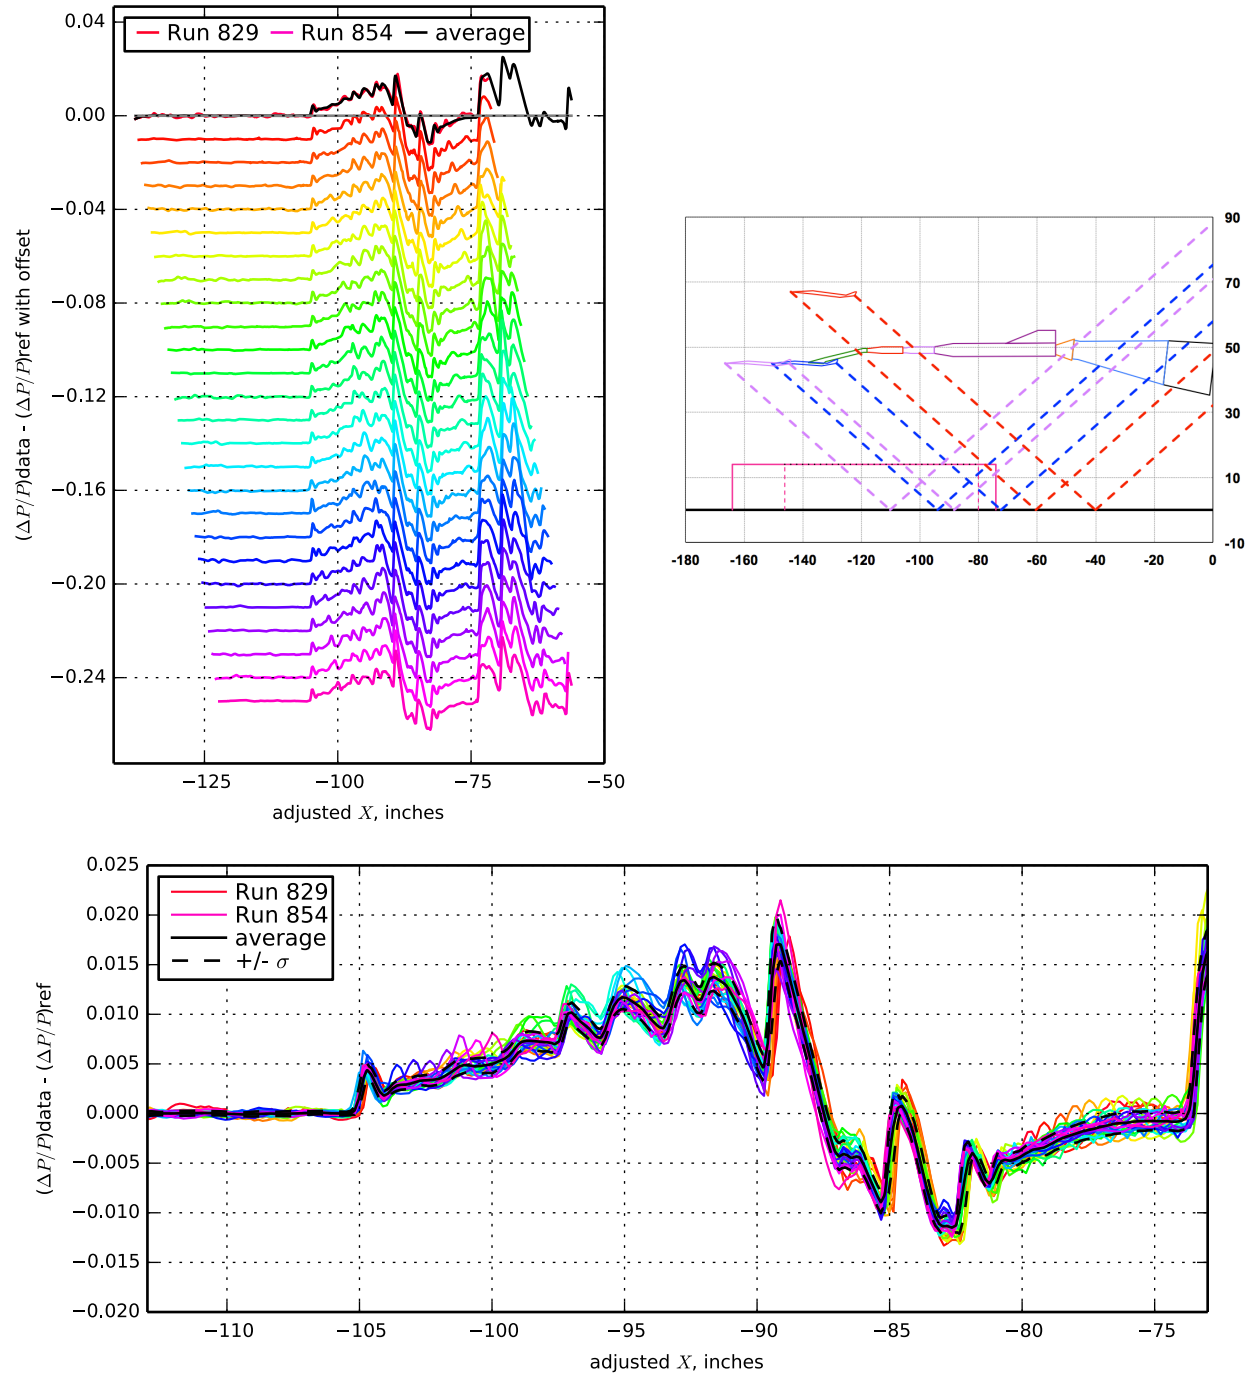 0.04
0.00
−0.04
−0.08
−0.12
−0.16
−0.20
−0.24
(ΔP/P)data - (ΔP/P)ref with offset
Run 829 Run 854 average
−125 −100 −75 −50
adjusted X, inches
90
70
50
30
10
-10
-180 -160 -140 -120 -100 -80 -60 -40 -20 0
0.025
0.020
0.015
0.010
0.005
0.000
−0.005
−0.010
−0.015
−0.020
(ΔP/P)data - (ΔP/P)ref
Run 829
Run 854
average
+/- σ
−110 −105 −100 −95 −90 −85 −80 −75
adjusted X, inches